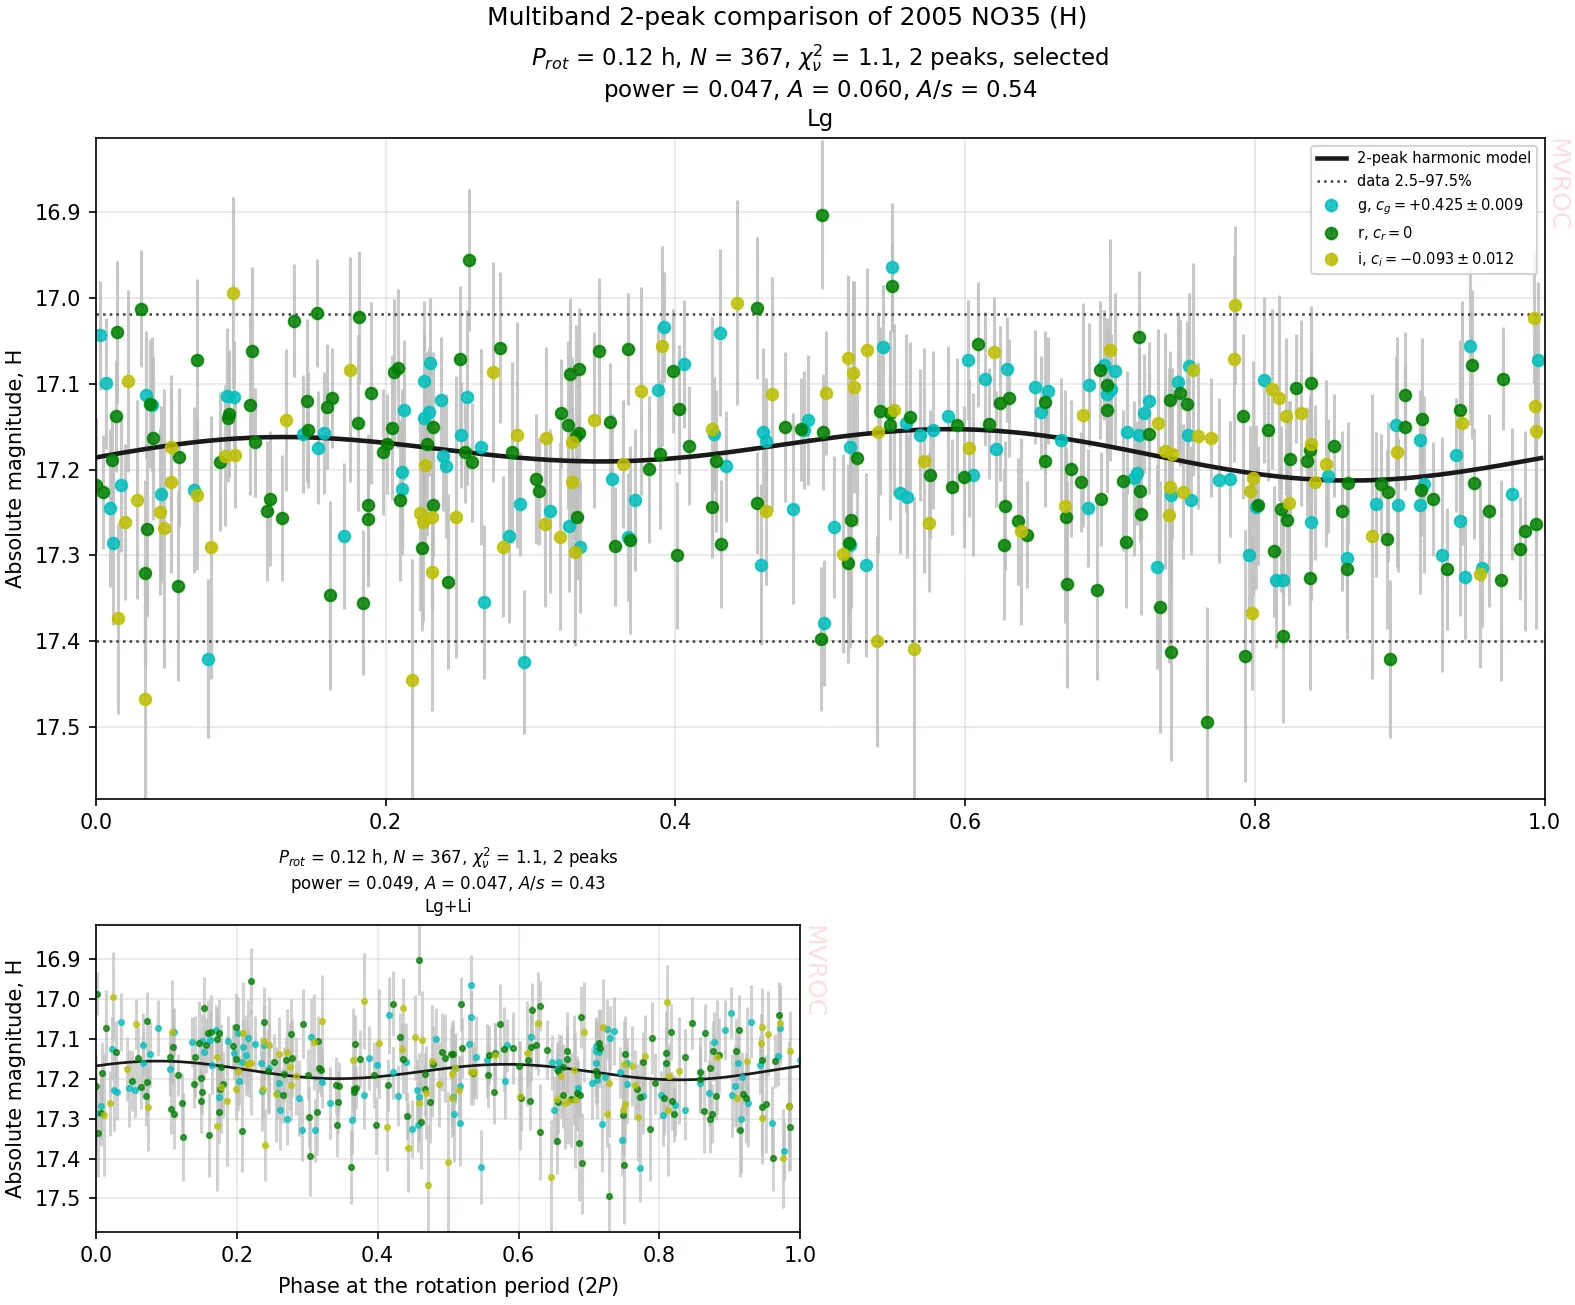 Multiband 2-peak comparison of 2005 NO35 (H)
P_rot = 0.12 h, N = 367, χ²_ν = 1.1, 2 peaks, selected
power = 0.047, A = 0.060, A/s = 0.54
Lg
MVROC
2-peak harmonic model
data 2.5–97.5%
g, c_g = +0.425 ± 0.009
r, c_r = 0
i, c_i = −0.093 ± 0.012
Absolute magnitude, H
16.9
17.0
17.1
17.2
17.3
17.4
17.5
0.0 0.2 0.4 0.6 0.8 1.0
P_rot = 0.12 h, N = 367, χ²_ν = 1.1, 2 peaks
power = 0.049, A = 0.047, A/s = 0.43
Lg+Li
MVROC
Absolute magnitude, H
16.9
17.0
17.1
17.2
17.3
17.4
17.5
0.0 0.2 0.4 0.6 0.8 1.0
Phase at the rotation period (2P)